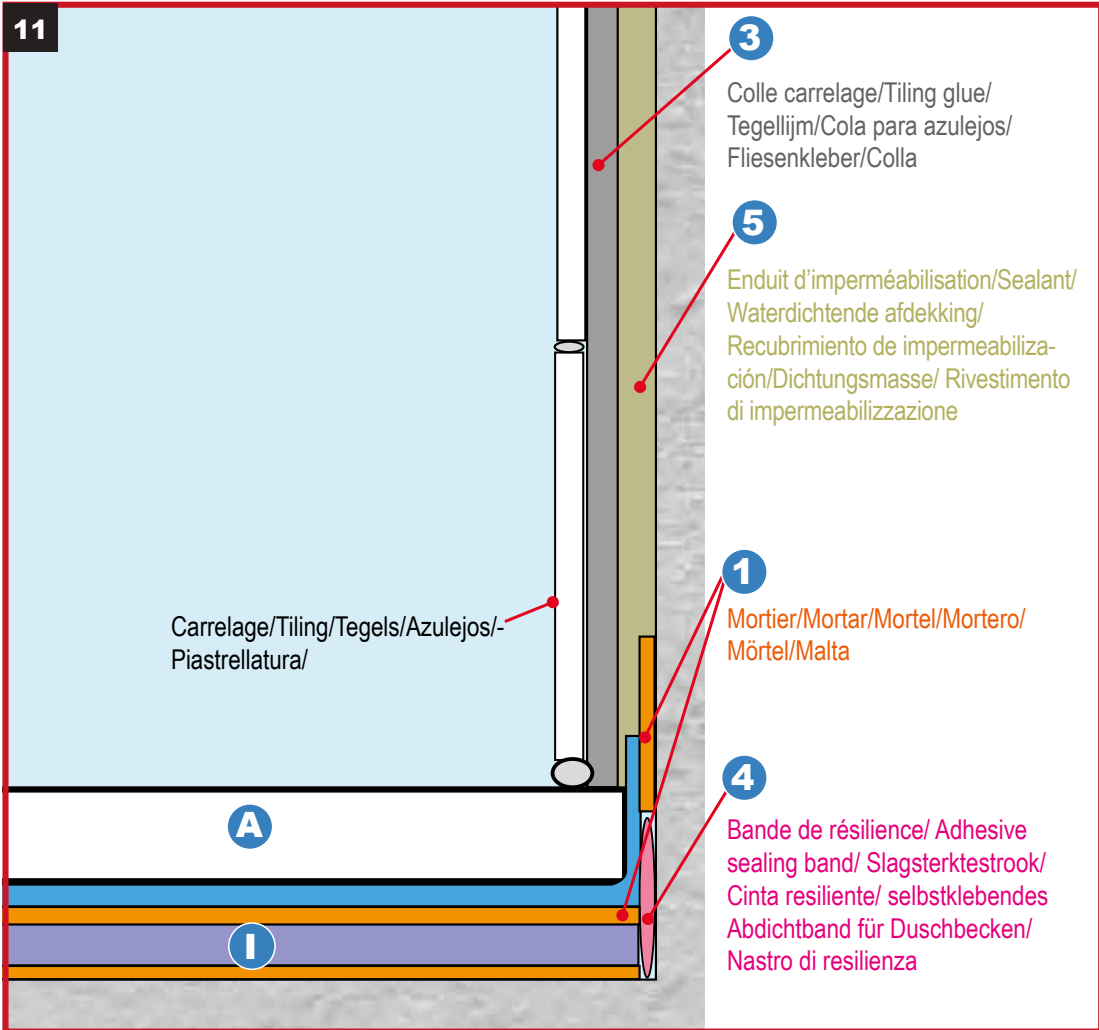 11
3
Colle carrelage/Tiling glue/
Tegellijm/Cola para azulejos/
Fliesenkleber/Colla
5
Enduit d'imperméabilisation/Sealant/
Waterdichtende afdekking/
Recubrimiento de impermeabiliza-
ción/Dichtungsmasse/ Rivestimento
di impermeabilizzazione
1
Mortier/Mortar/Mortel/Mortero/
Mörtel/Malta
Carrelage/Tiling/Tegels/Azulejos/-
Piastrellatura/
4
Bande de résilience/ Adhesive
sealing band/ Slagsterktestrook/
Cinta resiliente/ selbstklebendes
Abdichtband für Duschbecken/
Nastro di resilienza
A
I